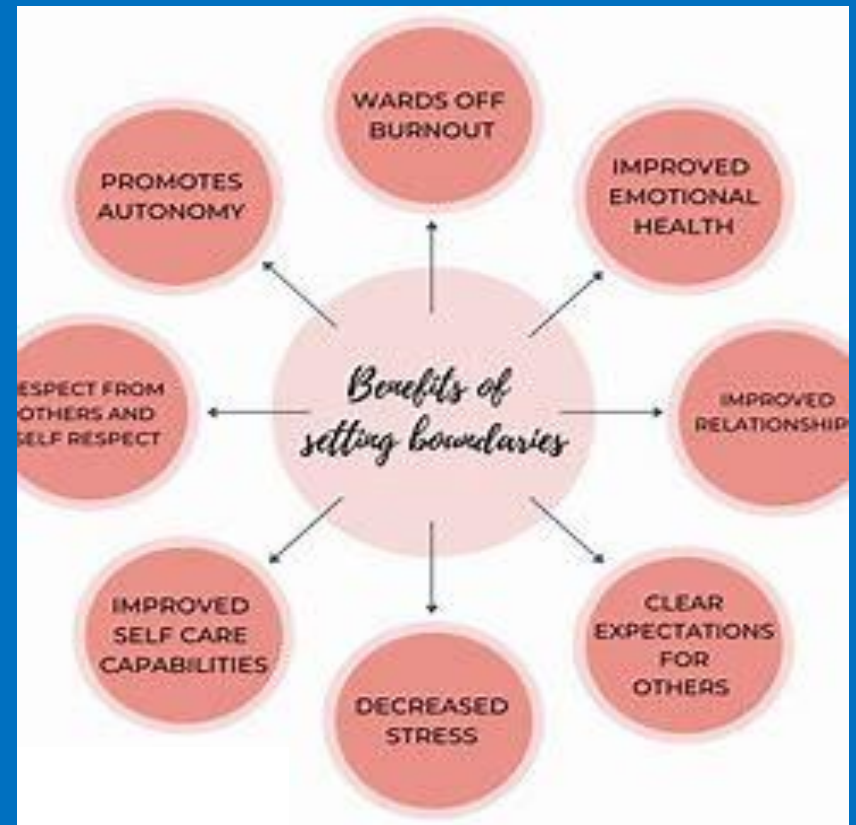 Benefits of
setting boundaries
WARDS OFF
BURNOUT
IMPROVED
EMOTIONAL
HEALTH
IMPROVED
RELATIONSHIP
CLEAR
EXPECTATIONS
FOR
OTHERS
DECREASED
STRESS
IMPROVED
SELF CARE
CAPABILITIES
ESPECT FROM
OTHERS AND
SELF RESPECT
PROMOTES
AUTONOMY